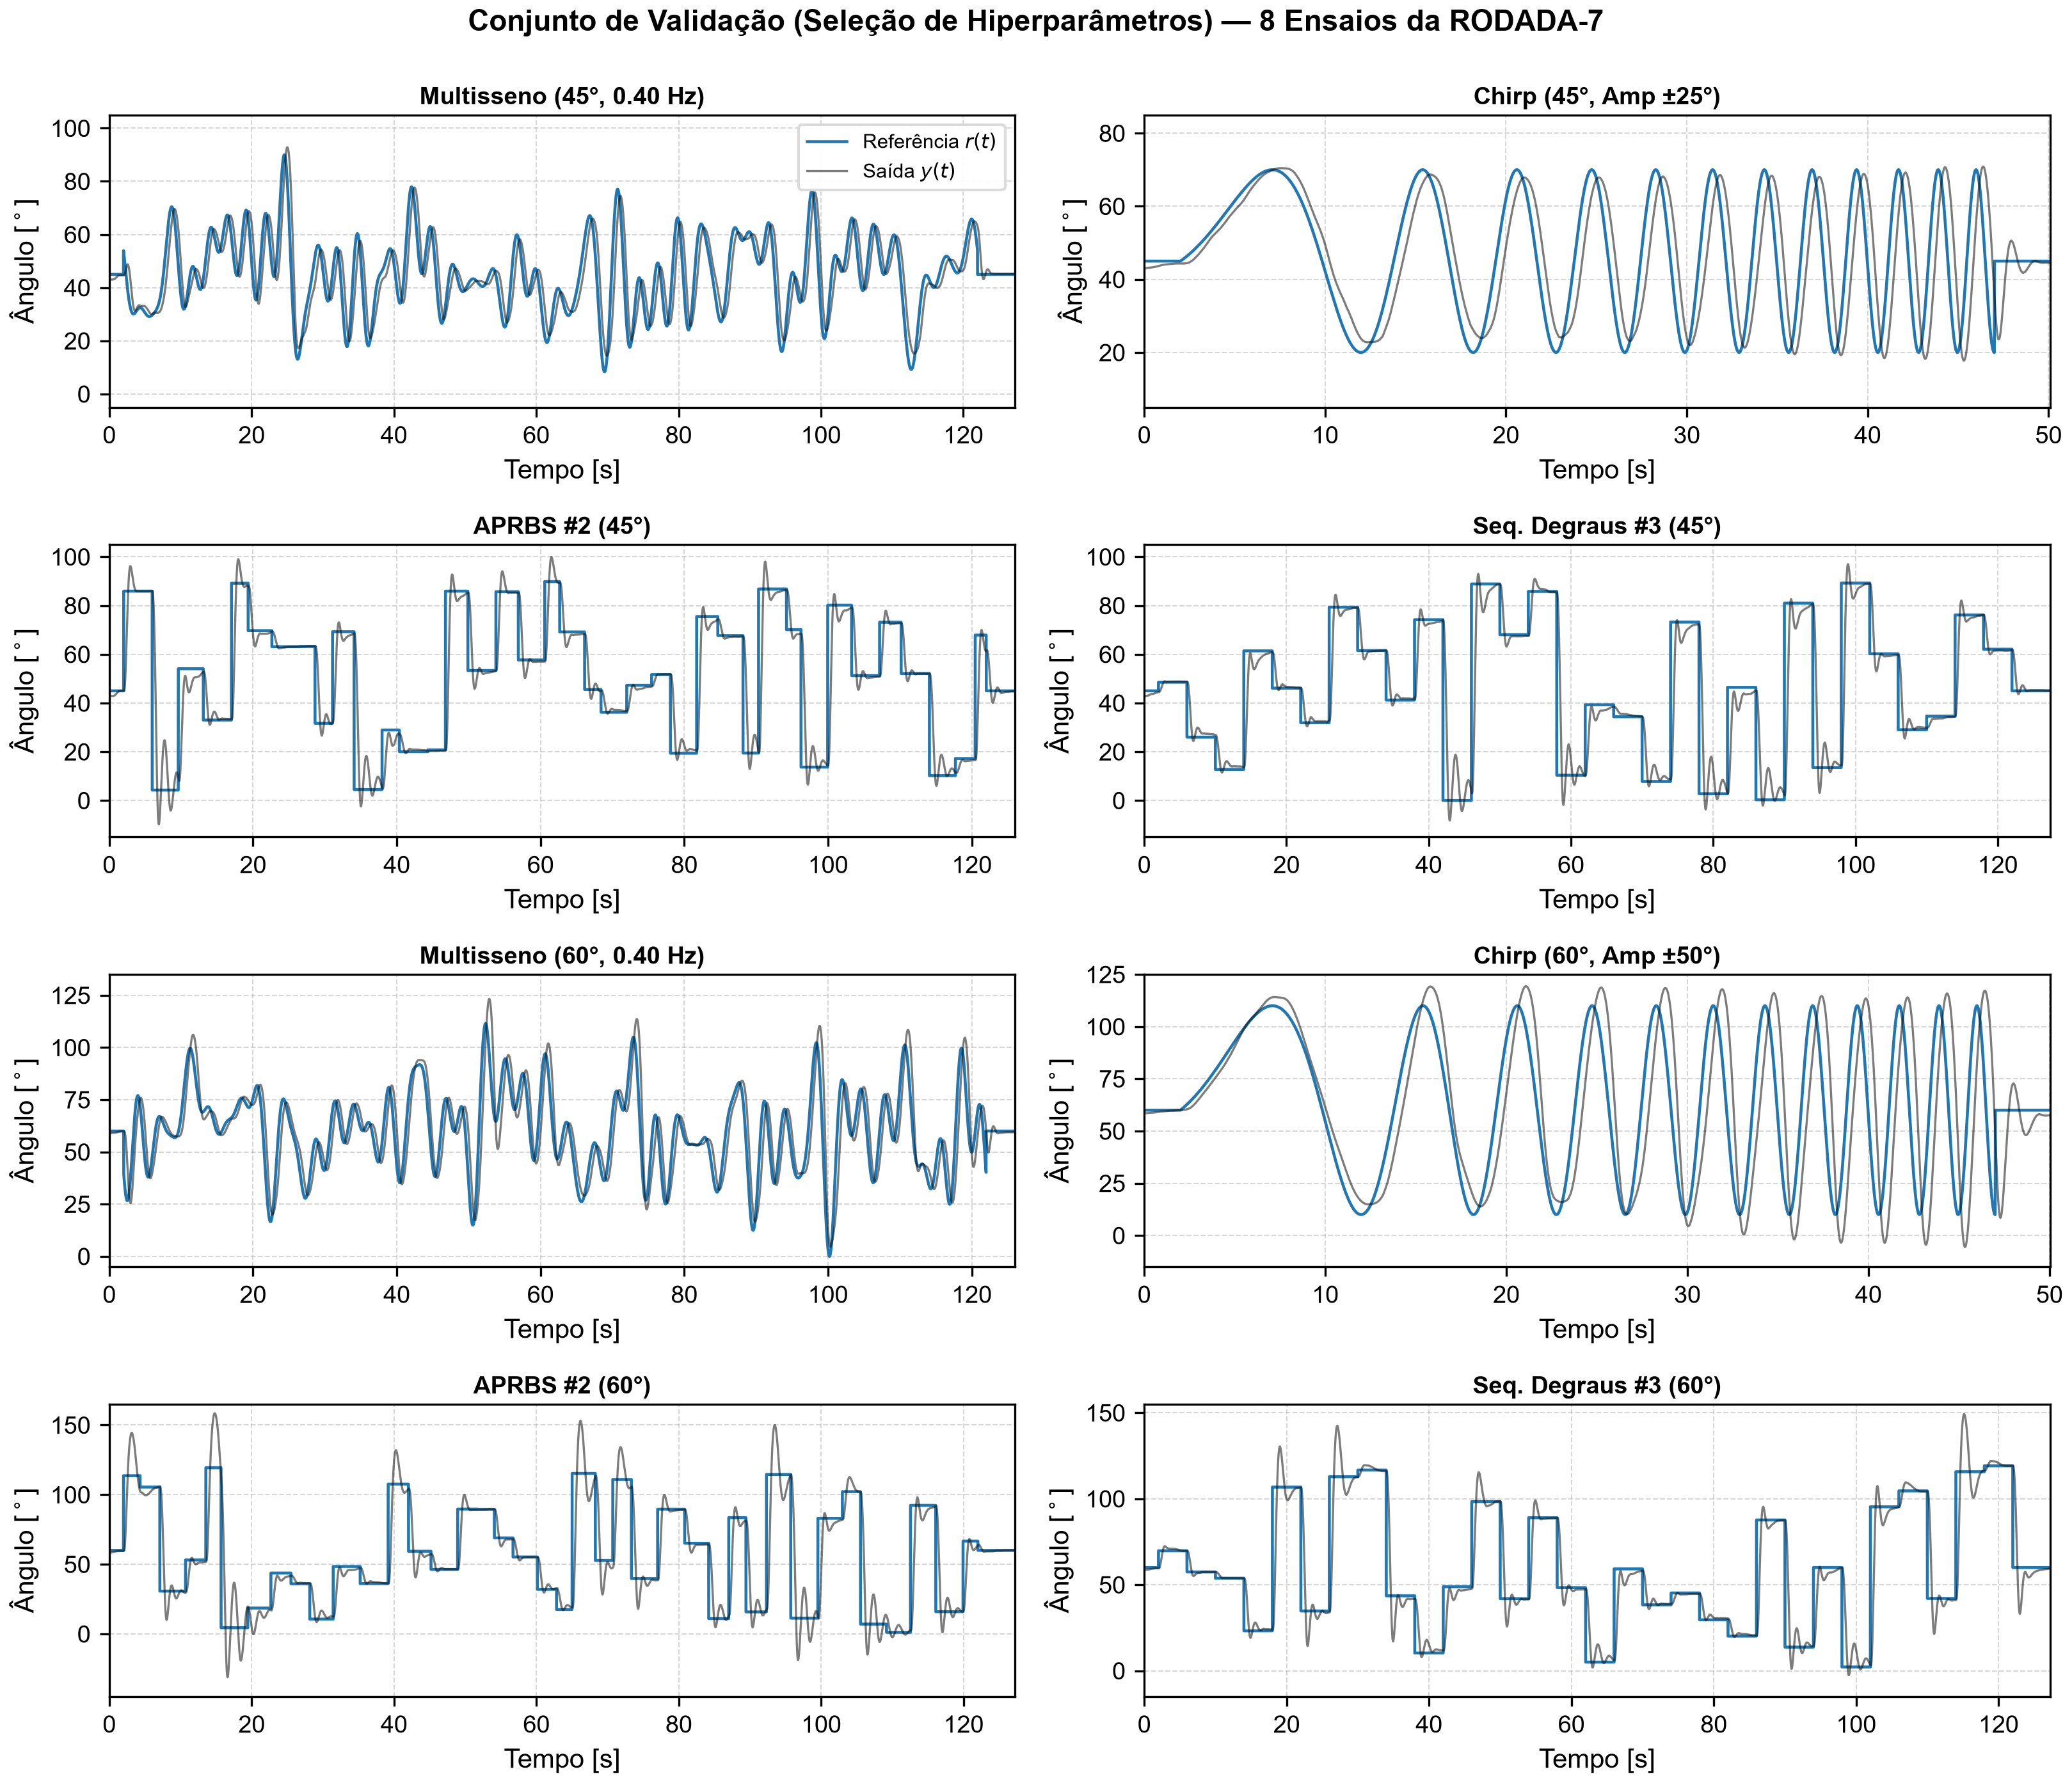 Conjunto de Validação (Seleção de Hiperparâmetros) — 8 Ensaios da RODADA-7
Multisseno (45°, 0.40 Hz)
Referência r(t)
Saída y(t)
Ângulo [°]
100
80
60
40
20
0
0 20 40 60 80 100 120
Tempo [s]
Chirp (45°, Amp ±25°)
Ângulo [°]
80
60
40
20
0 10 20 30 40 50
Tempo [s]
APRBS #2 (45°)
Ângulo [°]
100
80
60
40
20
0
0 20 40 60 80 100 120
Tempo [s]
Seq. Degraus #3 (45°)
Ângulo [°]
100
80
60
40
20
0
0 20 40 60 80 100 120
Tempo [s]
Multisseno (60°, 0.40 Hz)
Ângulo [°]
125
100
75
50
25
0
0 20 40 60 80 100 120
Tempo [s]
Chirp (60°, Amp ±50°)
Ângulo [°]
125
100
75
50
25
0
0 10 20 30 40 50
Tempo [s]
APRBS #2 (60°)
Ângulo [°]
150
100
50
0
0 20 40 60 80 100 120
Tempo [s]
Seq. Degraus #3 (60°)
Ângulo [°]
150
100
50
0
0 20 40 60 80 100 120
Tempo [s]